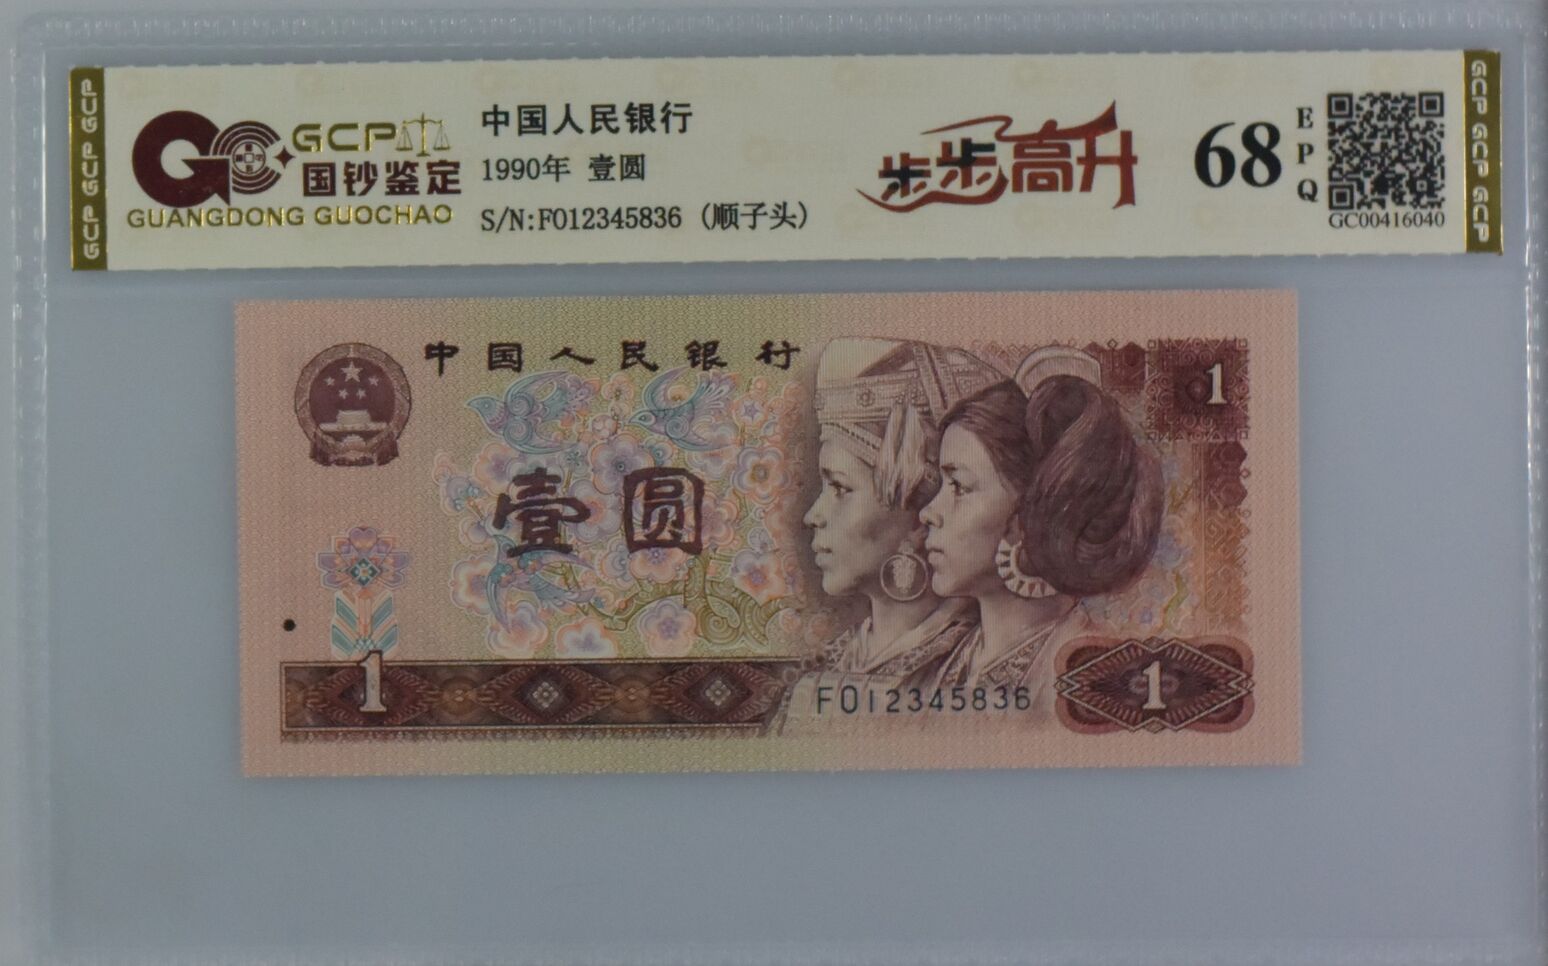 GCP GCP GCP
GCP
国钞鉴定
GUANGDONG GUOCHAO
中国人民银行
1990年 壹圆
S/N:F012345836 (顺子头)
步步高升
68
EPQ
GC00416040
GCP GCP GCP
中国人民银行
1
壹圆
1
FO12345836
1